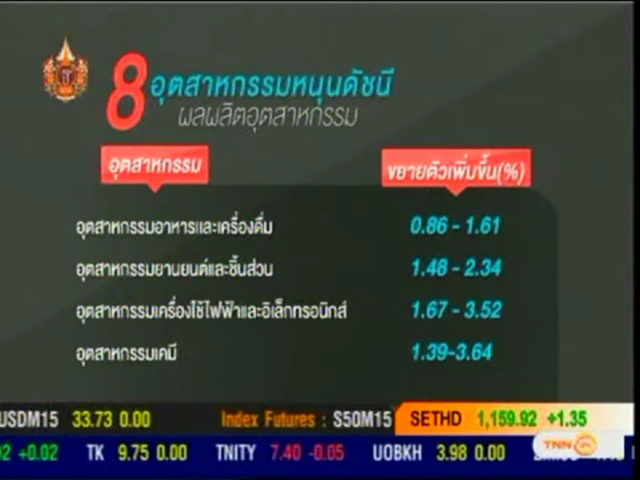 8 อุตสาหกรรมหนุนดัชนี
ผลผลิตอุตสาหกรรม
อุตสาหกรรม ขยายตัวเพิ่มขึ้น(%)
อุตสาหกรรมอาหารและเครื่องดื่ม 0.86 - 1.61
อุตสาหกรรมยานยนต์และชิ้นส่วน 1.48 - 2.34
อุตสาหกรรมเครื่องใช้ไฟฟ้าและอิเล็กทรอนิกส์ 1.67 - 3.52
อุตสาหกรรมเคมี 1.39-3.64
USDM15 33.73 0.00 Index Futures : S50M15 SETHD 1,159.92 +1.35
TNN 24
+0.02 TK 9.75 0.00 TNITY 7.40 -0.05 UOBKH 3.98 0.00